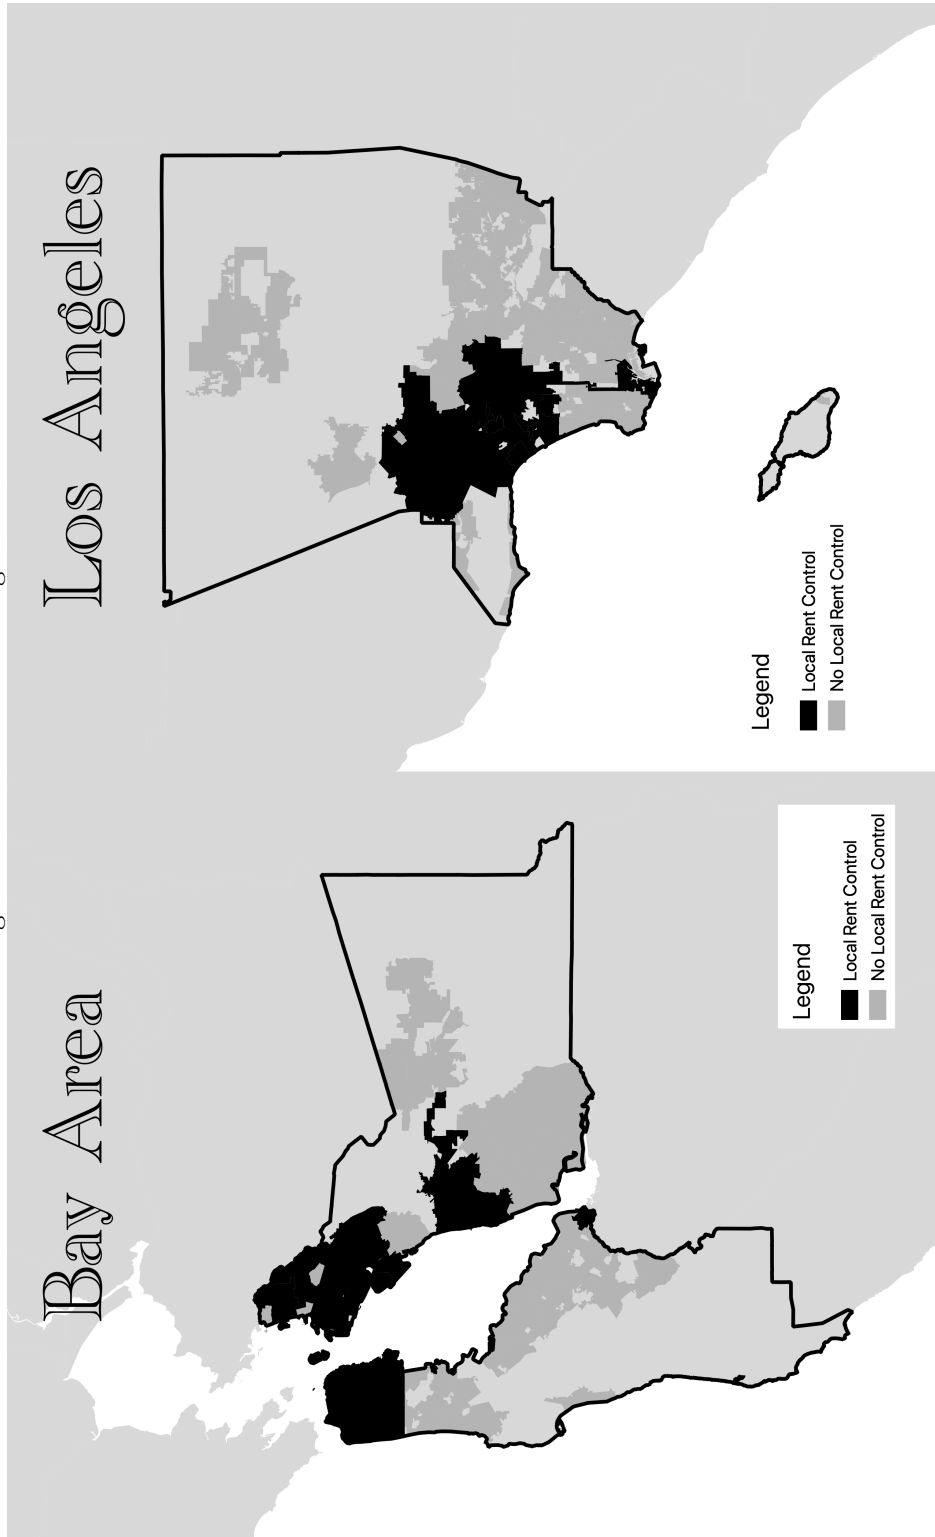 Bay Area
Legend
Local Rent Control
No Local Rent Control
Los Angeles
Legend
Local Rent Control
No Local Rent Control